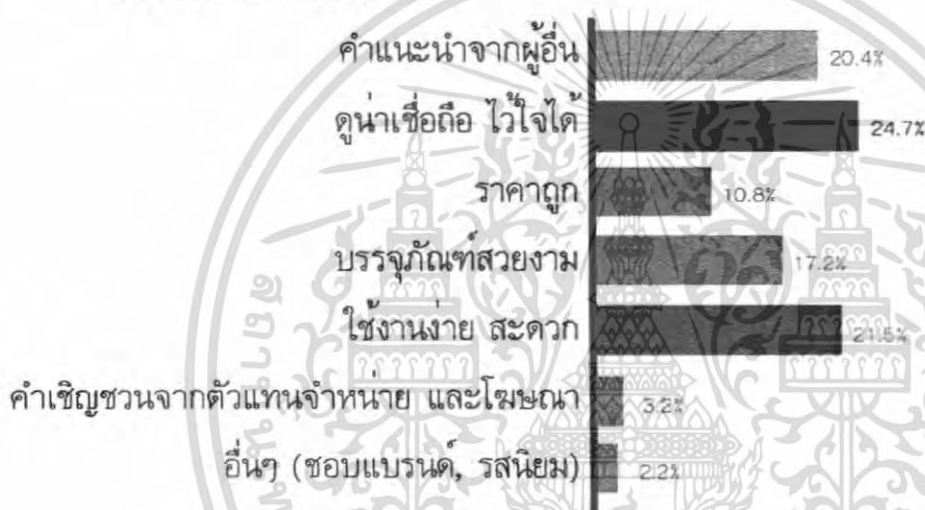 คำแนะนำจากผู้อื่น 20.4%
ดูน่าเชื่อถือ ไว้ใจได้ 24.7%
ราคาถูก 10.8%
บรรจุภัณฑ์สวยงาม 17.2%
ใช้งานง่าย สะดวก 21.5%
คำเชิญชวนจากตัวแทนจำหน่าย และโฆษณา 3.2%
อื่นๆ (ชอบแบรนด์, รสนิยม) 2.2%